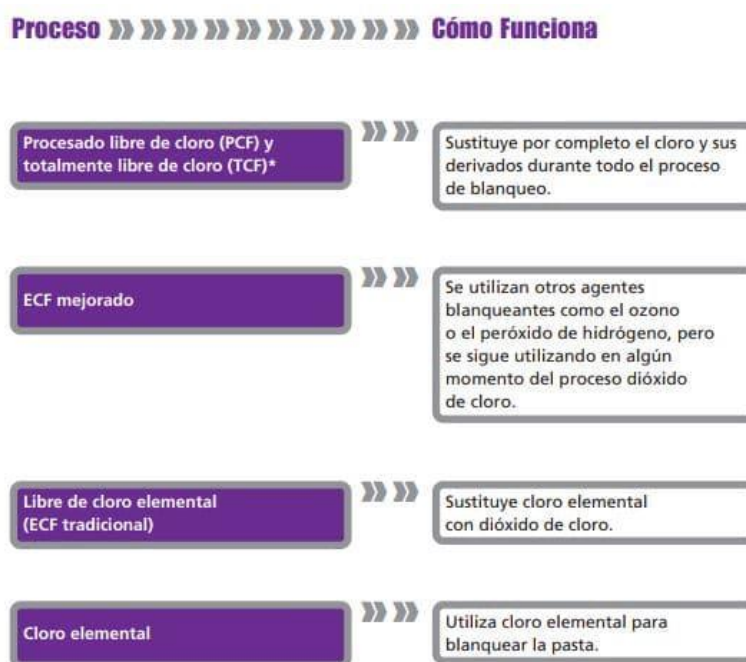 Proceso Cómo Funciona
Procesado libre de cloro (PCF) y
totalmente libre de cloro (TCF)*
Sustituye por completo el cloro y sus
derivados durante todo el proceso
de blanqueo.
ECF mejorado
Se utilizan otros agentes
blanqueantes como el ozono
o el peróxido de hidrógeno, pero
se sigue utilizando en algún
momento del proceso dióxido
de cloro.
Libre de cloro elemental
(ECF tradicional)
Sustituye cloro elemental
con dióxido de cloro.
Cloro elemental
Utiliza cloro elemental para
blanquear la pasta.